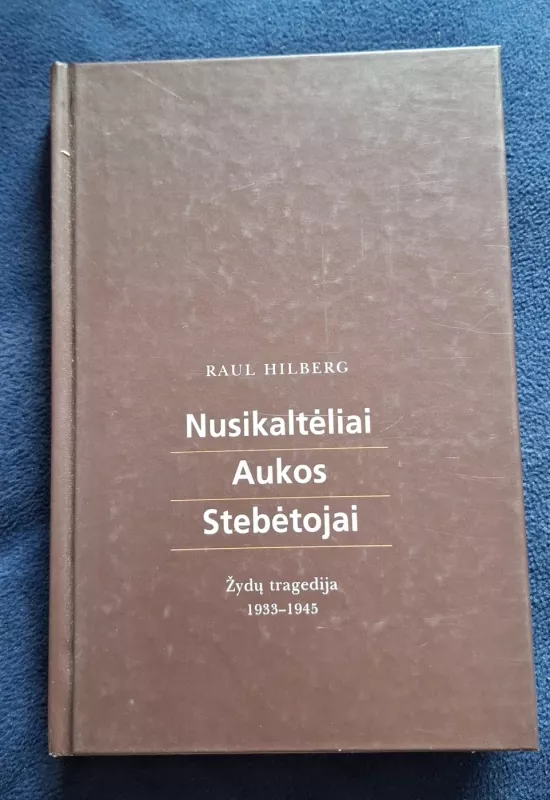 RAUL HILBERG
Nusikaltėliai
Aukos
Stebėtojai
Žydų tragedija
1933–1945